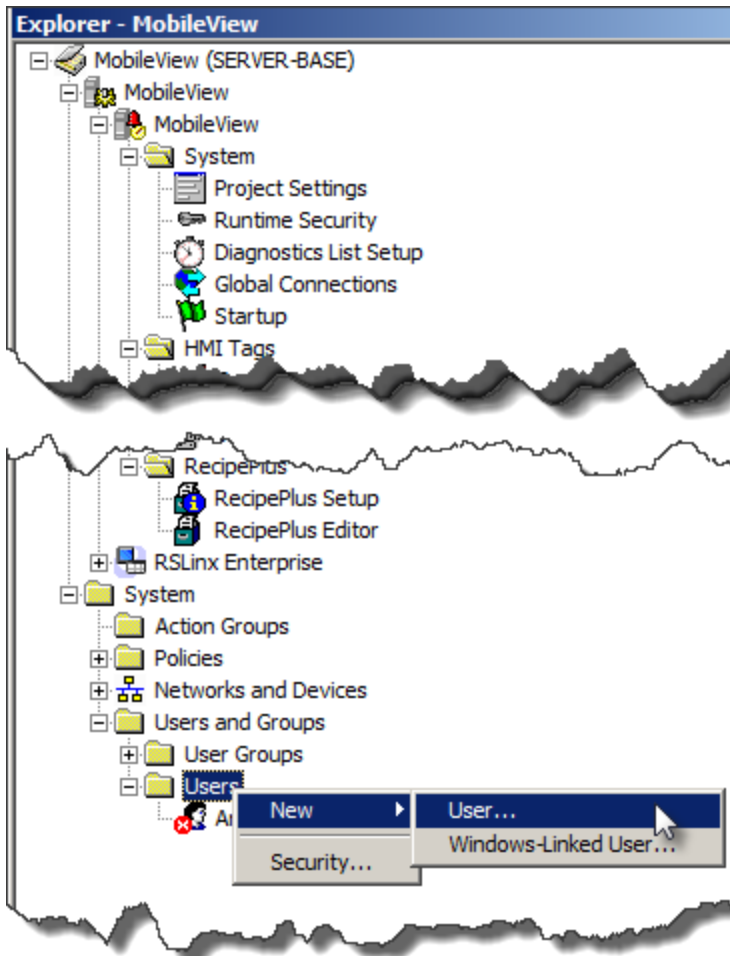 Explorer - MobileView
MobileView (SERVER-BASE)
MobileView
MobileView
System
Project Settings
Runtime Security
Diagnostics List Setup
Global Connections
Startup
HMI Tags
RecipePlus
RecipePlus Setup
RecipePlus Editor
RSLinx Enterprise
System
Action Groups
Policies
Networks and Devices
Users and Groups
User Groups
Users
New
User...
Windows-Linked User...
Security...